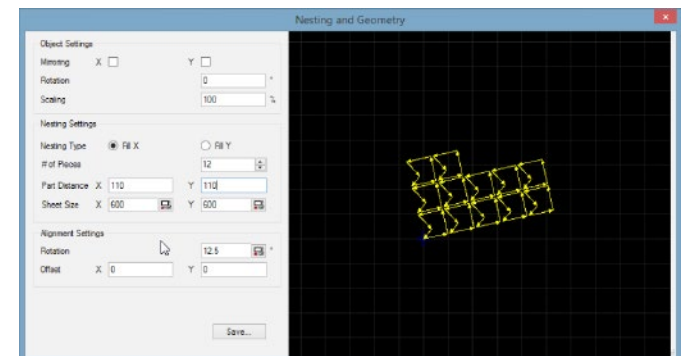 Nesting and Geometry
Object Settings
Mirroring X Y
Rotation 0 °
Scaling 100 %
Nesting Settings
Nesting Type Fill X Fill Y
# of Pieces 12
Part Distance X 110 Y 110
Sheet Size X 600 Y 600
Alignment Settings
Rotation 12.5 °
Offset X 0 Y 0
Save...